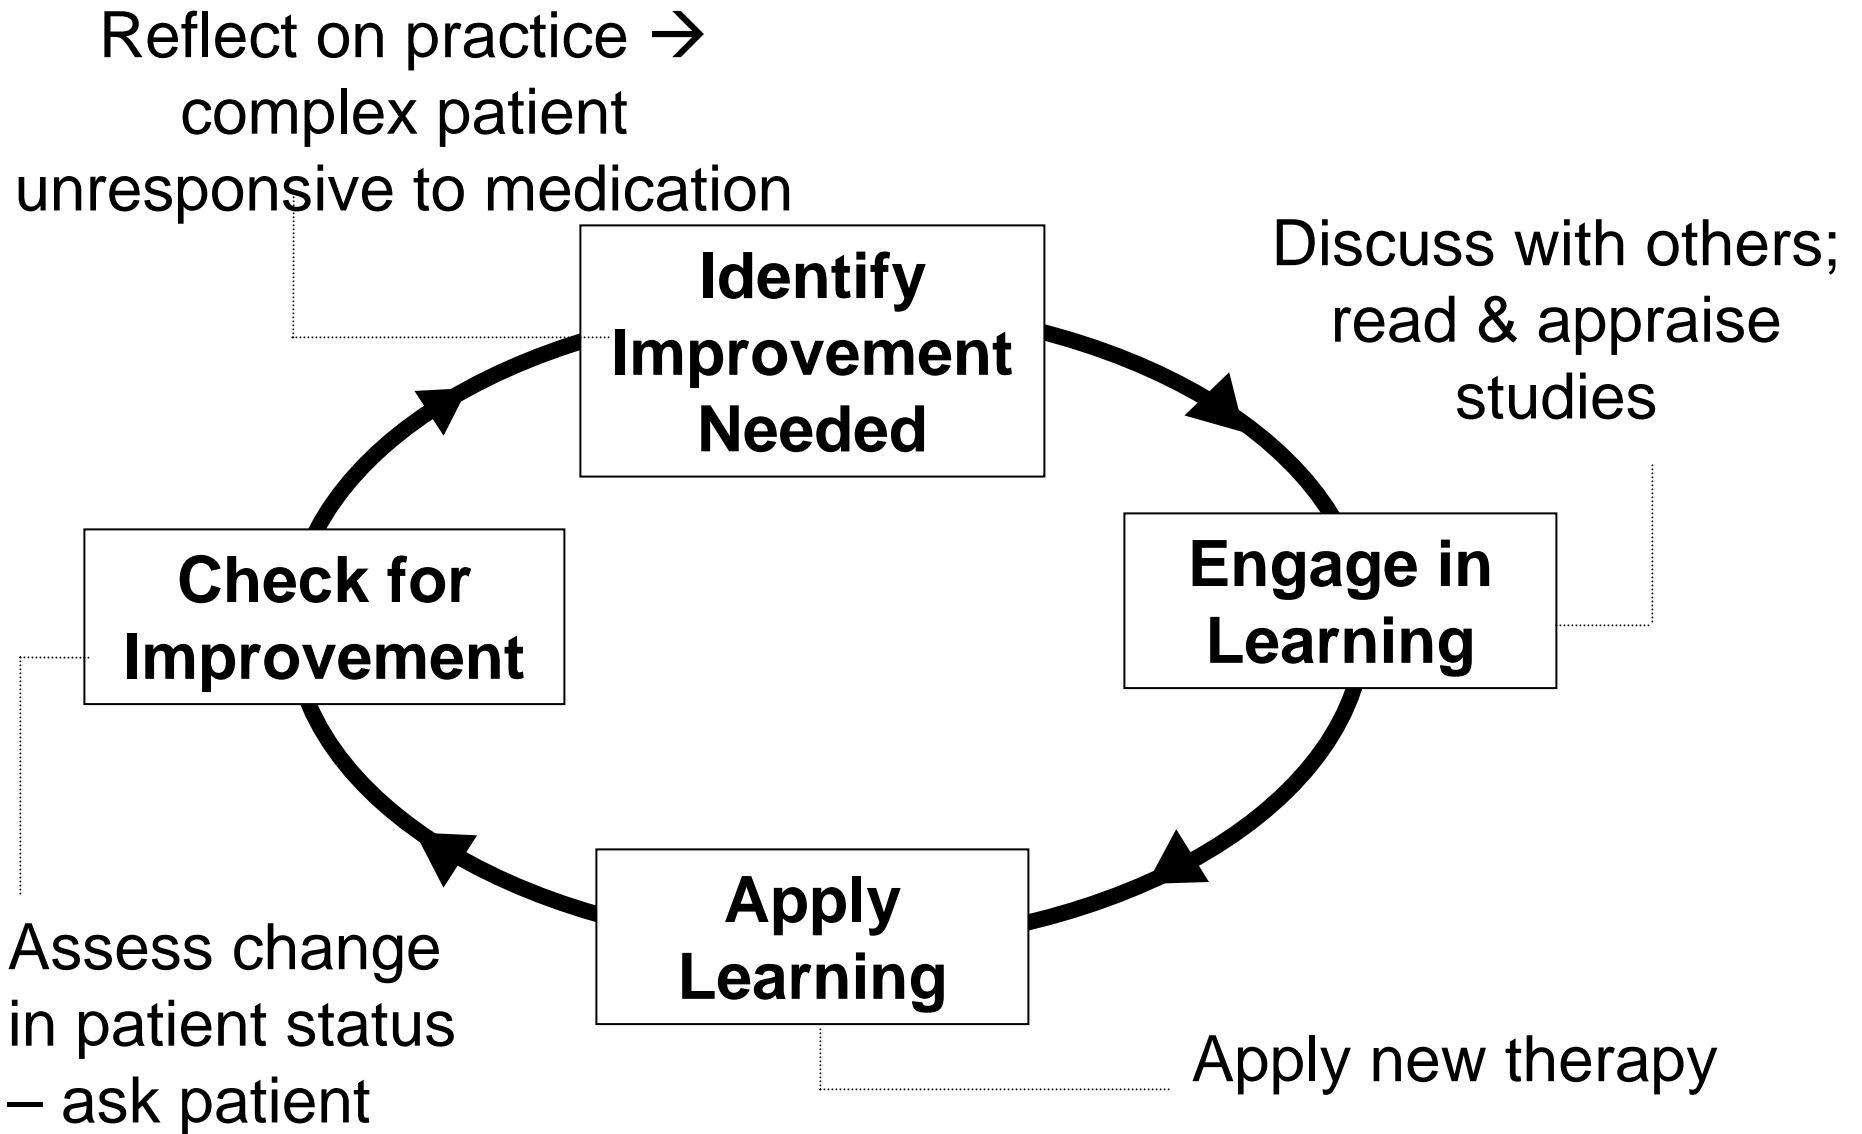 Reflect on practice →
complex patient
unresponsive to medication
Identify
Improvement
Needed
Discuss with others;
read & appraise
studies
Engage in
Learning
Check for
Improvement
Apply
Learning
Assess change
in patient status
– ask patient
Apply new therapy